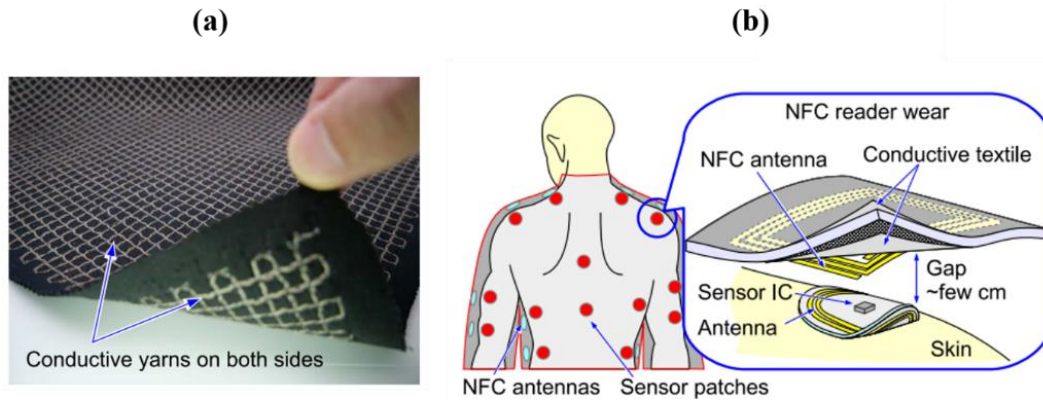 (a)
(b)
Conductive yarns on both sides
NFC reader wear
NFC antenna
Conductive textile
Gap
~few cm
Sensor IC
Antenna
Skin
NFC antennas
Sensor patches